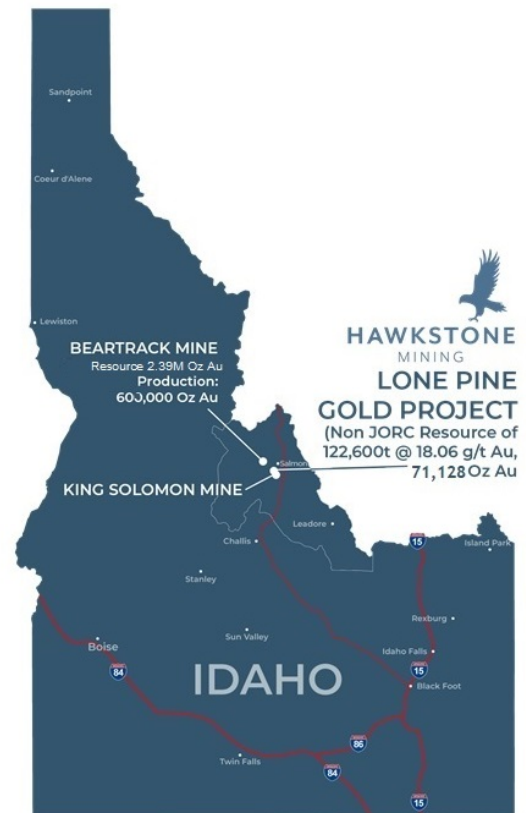 Sandpoint
Coeur d'Alene
Lewiston
HAWKSTONE
MINING
LONE PINE
GOLD PROJECT
(Non JORC Resource of
122,600t @ 18.06 g/t Au,
71,128 Oz Au
BEARTRACK MINE
Resource 2.39M Oz Au
Production:
600,000 Oz Au
Salmon
KING SOLOMON MINE
Leadore
Challis
15
Island Park
Stanley
Rexburg
Sun Valley
Boise
Idaho Falls
84
IDAHO
15
Black Foot
86
Twin Falls
84
15